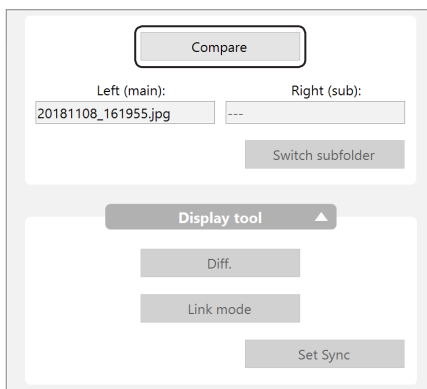 Compare
Left (main): Right (sub):
20181108_161955.jpg ---
Switch subfolder
Display tool
Diff.
Link mode
Set Sync